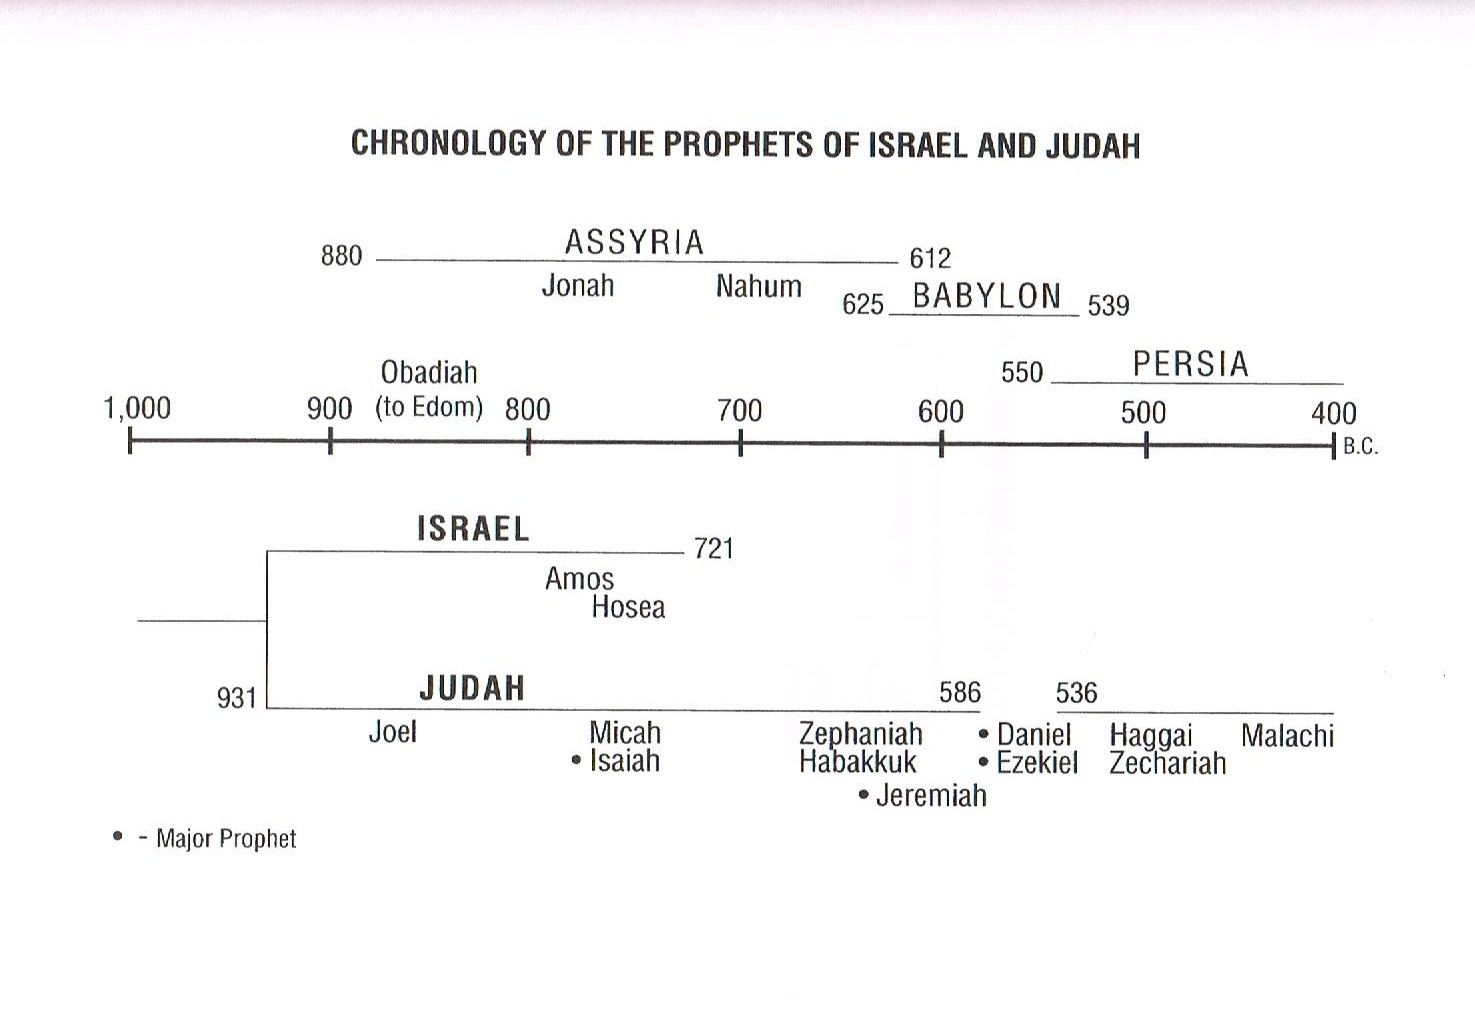 CHRONOLOGY OF THE PROPHETS OF ISRAEL AND JUDAH
880 ASSYRIA 612
Jonah Nahum
625 BABYLON 539
550 PERSIA
Obadiah
(to Edom)
1,000 900 800 700 600 500 400
B.C.
ISRAEL 721
Amos
Hosea
931 JUDAH 586 536
Joel Micah Zephaniah • Daniel Haggai Malachi
• Isaiah Habakkuk • Ezekiel Zechariah
• Jeremiah
• - Major Prophet